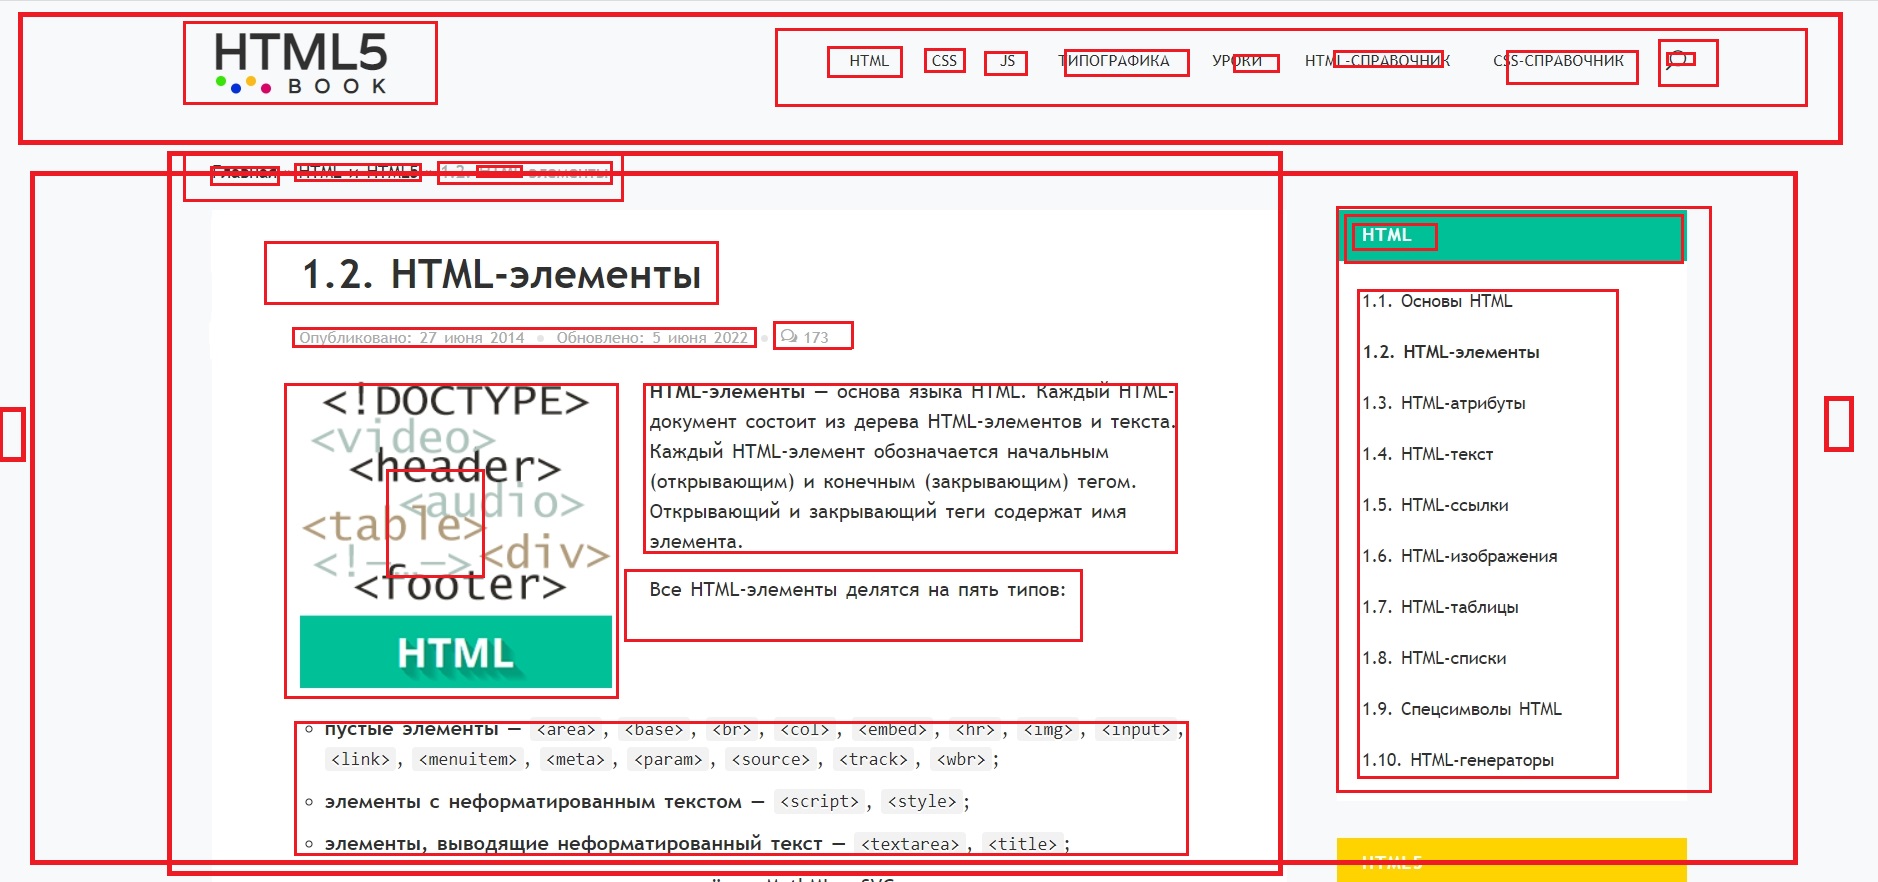 HTML5
BOOK
HTML CSS JS ТИПОГРАФИКА УРОКИ HTML-СПРАВОЧНИК CSS-СПРАВОЧНИК
Главная » HTML и HTML5 » 1.2. HTML-элементы
1.2. HTML-элементы
Опубликовано: 27 июня 2014 • Обновлено: 5 июня 2022 • 173
<!DOCTYPE>
<video>
<header>
<audio>
<table>
<!--…--> <div>
<footer>
HTML
HTML-элементы — основа языка HTML. Каждый HTML-
документ состоит из дерева HTML-элементов и текста.
Каждый HTML-элемент обозначается начальным
(открывающим) и конечным (закрывающим) тегом.
Открывающий и закрывающий теги содержат имя
элемента.
Все HTML-элементы делятся на пять типов:
◦ пустые элементы — <area>, <base>, <br>, <col>, <embed>, <hr>, <img>, <input>,
<link>, <menuitem>, <meta>, <param>, <source>, <track>, <wbr>;
◦ элементы с неформатированным текстом — <script>, <style>;
◦ элементы, выводящие неформатированный текст — <textarea>, <title>;
HTML
1.1. Основы HTML
1.2. HTML-элементы
1.3. HTML-атрибуты
1.4. HTML-текст
1.5. HTML-ссылки
1.6. HTML-изображения
1.7. HTML-таблицы
1.8. HTML-списки
1.9. Спецсимволы HTML
1.10. HTML-генераторы
HTML5